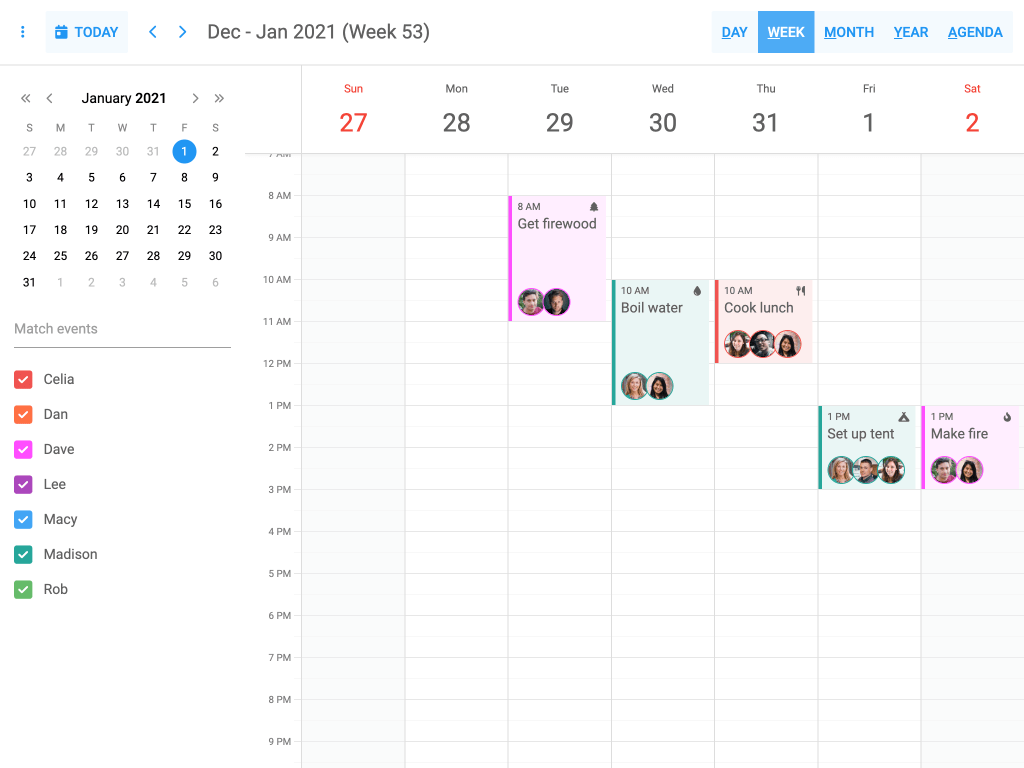 TODAY
Dec - Jan 2021 (Week 53)
DAY WEEK MONTH YEAR AGENDA
January 2021
S M T W T F S
27 28 29 30 31 1 2
3 4 5 6 7 8 9
10 11 12 13 14 15 16
17 18 19 20 21 22 23
24 25 26 27 28 29 30
31 1 2 3 4 5 6
Match events
Celia
Dan
Dave
Lee
Macy
Madison
Rob
Sun Mon Tue Wed Thu Fri Sat
27 28 29 30 31 1 2
7 AM
8 AM
9 AM
10 AM
11 AM
12 PM
1 PM
2 PM
3 PM
4 PM
5 PM
6 PM
7 PM
8 PM
9 PM
8 AM
Get firewood
10 AM
Boil water
10 AM
Cook lunch
1 PM
Set up tent
1 PM
Make fire